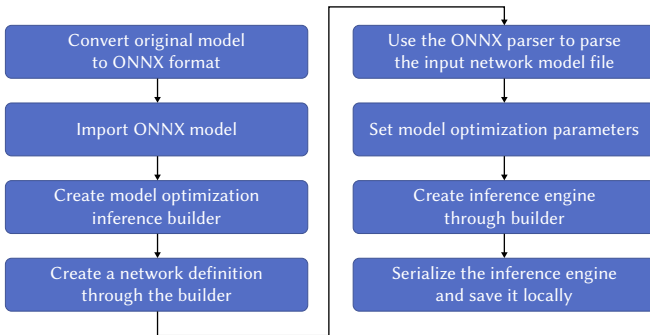 Convert original model
to ONNX format
Import ONNX model
Create model optimization
inference builder
Create a network definition
through the builder
Use the ONNX parser to parse
the input network model file
Set model optimization parameters
Create inference engine
through builder
Serialize the inference engine
and save it locally